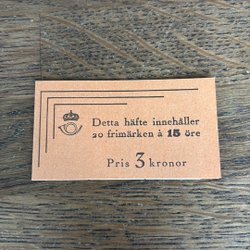 Detta häfte innehåller
20 frimärken à 15 öre
Pris 3 kronor